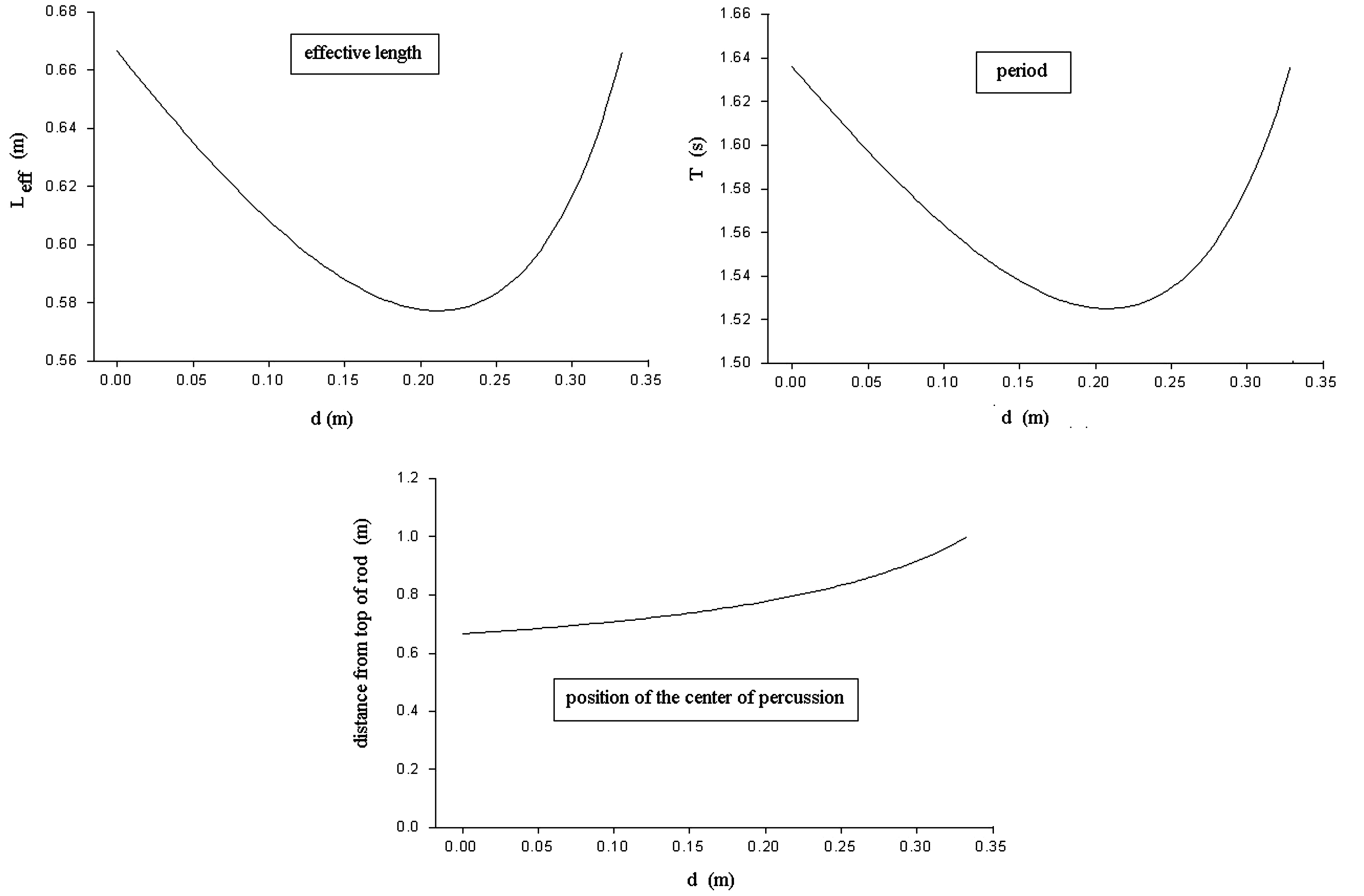 effective length
L eff (m)
0.68
0.66
0.64
0.62
0.60
0.58
0.56
0.00 0.05 0.10 0.15 0.20 0.25 0.30 0.35
d (m)
period
T (s)
1.66
1.64
1.62
1.60
1.58
1.56
1.54
1.52
1.50
0.00 0.05 0.10 0.15 0.20 0.25 0.30 0.35
d (m)
position of the center of percussion
distance from top of rod (m)
1.2
1.0
0.8
0.6
0.4
0.2
0.0
0.00 0.05 0.10 0.15 0.20 0.25 0.30 0.35
d (m)